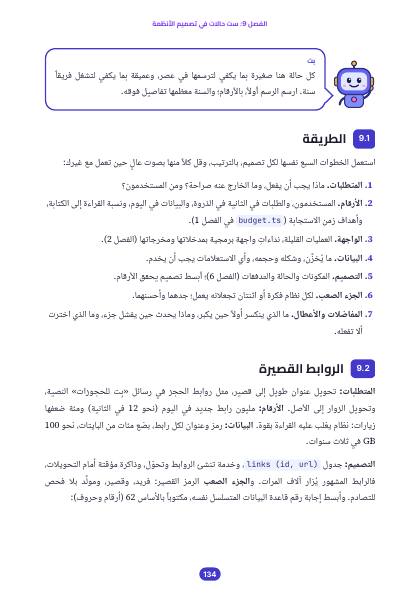 الفصل 9: ست حالات في تصميم الأنظمة
بِت
كل حالة هنا صغيرة بما يكفي لترسمها في عصر، وعميقة بما يكفي لتشغل فريقاً
سنة. ارسم الرسم أولاً، بالأرقام؛ والسنة معظمها تفاصيل فوقه.
9.1 الطريقة
استعمل الخطوات السبع نفسها لكل تصميم، بالترتيب، وقل كلاً منها بصوت عالٍ حين تعمل مع غيرك:
1. المتطلبات. ماذا يجب أن يفعل، وما الخارج عنه صراحة؟ ومن المستخدمون؟
2. الأرقام. المستخدمون، والطلبات في الثانية في الذروة، والبيانات في اليوم، ونسبة القراءة إلى الكتابة،
وأهداف زمن الاستجابة (budget.ts في الفصل 1).
3. الواجهة. العمليات القليلة، نداءاتٍ واجهة برمجية بمدخلاتها ومخرجاتها (الفصل 2).
4. البيانات. ما يُخزَّن، وشكله وحجمه، وأي الاستعلامات يجب أن يخدم.
5. التصميم. المكونات والحالة والتدفقات (الفصل 6)؛ أبسط تصميم يحقق الأرقام.
6. الجزء الصعب. لكل نظام فكرة أو اثنتان تجعلانه يعمل؛ جدهما وأحسنهما.
7. المفاضلات والأعطال. ما الذي ينكسر أولاً حين يكبر، وماذا يحدث حين يفشل جزء، وما الذي اخترت
ألا تفعله.
9.2 الروابط القصيرة
المتطلبات: تحويل عنوان طويل إلى قصير، مثل روابط الحجز في رسائل «بِت للحجوزات» النصية،
وتحويل الزوار إلى الأصل. الأرقام: مليون رابط جديد في اليوم (نحو 12 في الثانية) ومئة ضعفها
زيارات: نظام يغلب عليه القراءة بقوة. البيانات: رمز وعنوان لكل رابط، بضع مئات من البايتات، نحو 100
GB في ثلاث سنوات.
التصميم: جدول links (id, url)، وخدمة تنشئ الروابط وتحوّل، وذاكرة مؤقتة أمام التحويلات،
فالرابط المشهور يُزار آلاف المرات. والجزء الصعب الرمز القصير: فريد، وقصير، ومولَّد بلا فحص
للتصادم. وأبسط إجابة رقم قاعدة البيانات المتسلسل نفسه، مكتوباً بالأساس 62 (أرقام وحروف):
134